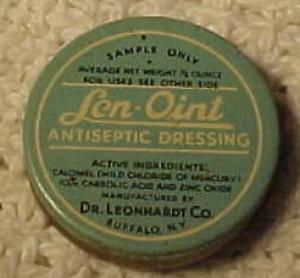 SAMPLE ONLY
AVERAGE NET WEIGHT 1/8 OUNCE
FOR USES SEE OTHER SIDE
Len-Oint
ANTISEPTIC DRESSING
ACTIVE INGREDIENTS:
CALOMEL (MILD CHLORIDE OF MERCURY)
CARBOLIC ACID AND ZINC OXIDE
MANUFACTURED BY
DR. LEONHARDT CO.
BUFFALO, N.Y.